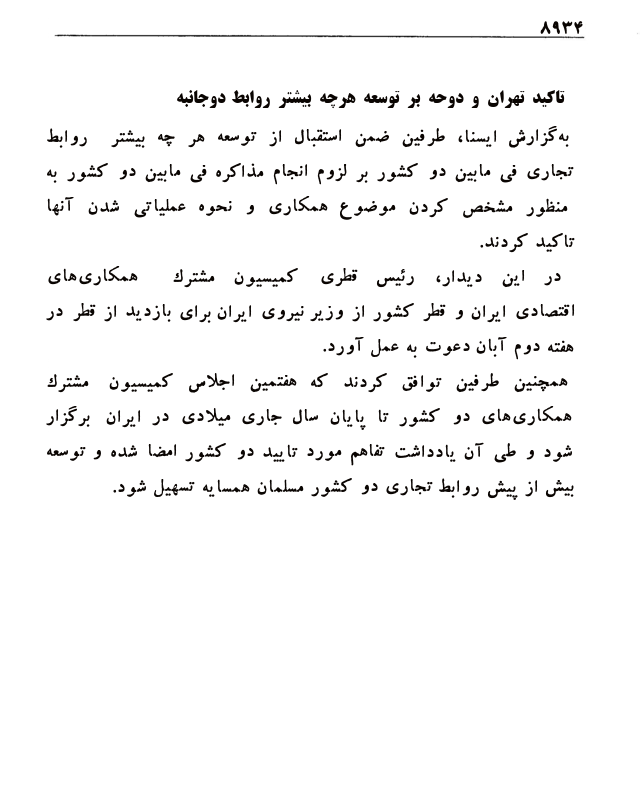 ۸۹۳۴
تاکید تهران و دوحه بر توسعه هرچه بیشتر روابط دوجانبه
به‌گزارش ایسنا، طرفین ضمن استقبال از توسعه هر چه بیشتر روابط
تجاری فی مابین دو کشور بر لزوم انجام مذاکره فی مابین دو کشور به
منظور مشخص کردن موضوع همکاری و نحوه عملیاتی شدن آنها
تاکید کردند.
در این دیدار، رئیس قطری کمیسیون مشترك همکاری‌های
اقتصادی ایران و قطر کشور از وزیر نیروی ایران برای بازدید از قطر در
هفته دوم آبان دعوت به عمل آورد.
همچنین طرفین توافق کردند که هفتمین اجلاس کمیسیون مشترك
همکاری‌های دو کشور تا پایان سال جاری میلادی در ایران برگزار
شود و طی آن یادداشت تفاهم مورد تایید دو کشور امضا شده و توسعه
بیش از پیش روابط تجاری دو کشور مسلمان همسایه تسهیل شود.